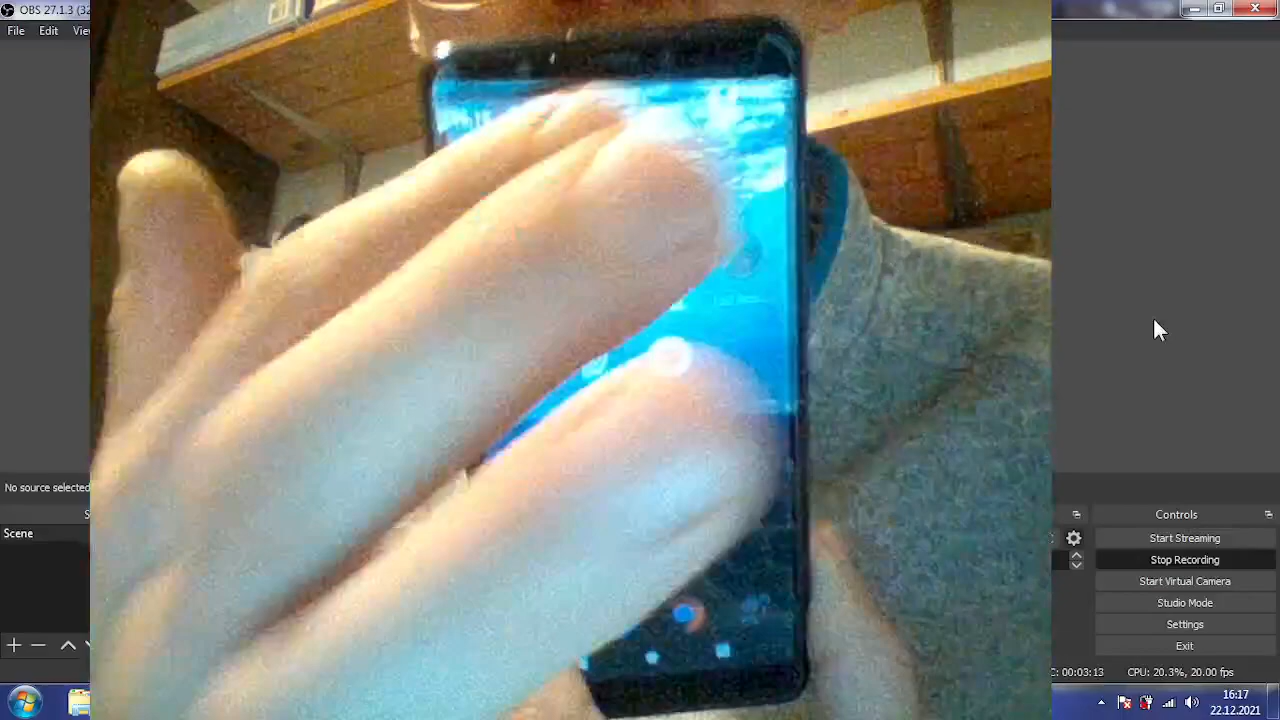 OBS 27.1.3 (32
File Edit
No source selected
Scene
Controls
Start Streaming
Stop Recording
Start Virtual Camera
Studio Mode
Settings
Exit
C: 00:03:13 CPU: 20.3%, 20.00 fps
16:17
22.12.2021